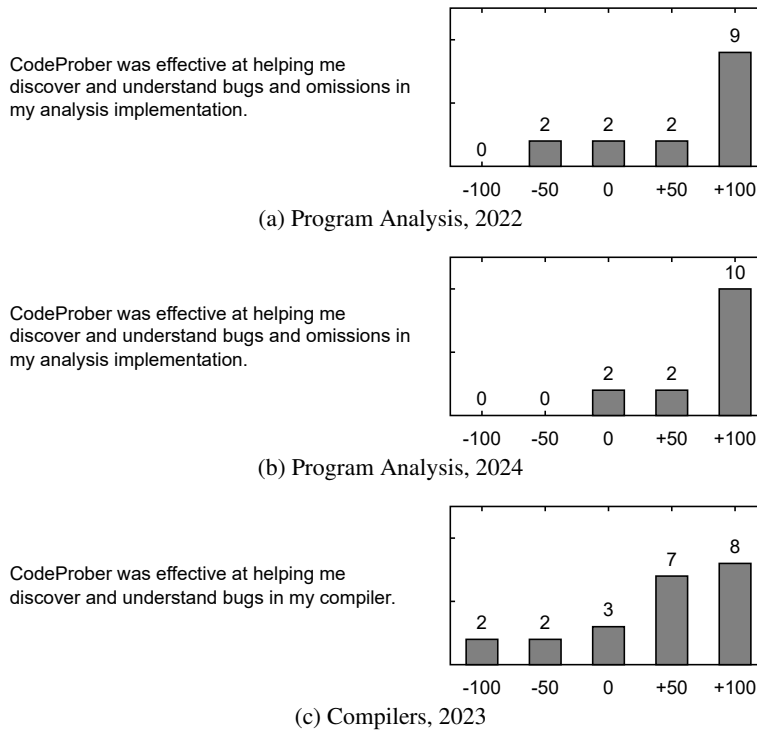 9
CodeProber was effective at helping me
discover and understand bugs and omissions in
my analysis implementation.
0 2 2 2
-100 -50 0 +50 +100
(a) Program Analysis, 2022
10
CodeProber was effective at helping me
discover and understand bugs and omissions in
my analysis implementation.
0 0 2 2
-100 -50 0 +50 +100
(b) Program Analysis, 2024
7 8
CodeProber was effective at helping me
discover and understand bugs in my compiler.
2 2 3
-100 -50 0 +50 +100
(c) Compilers, 2023